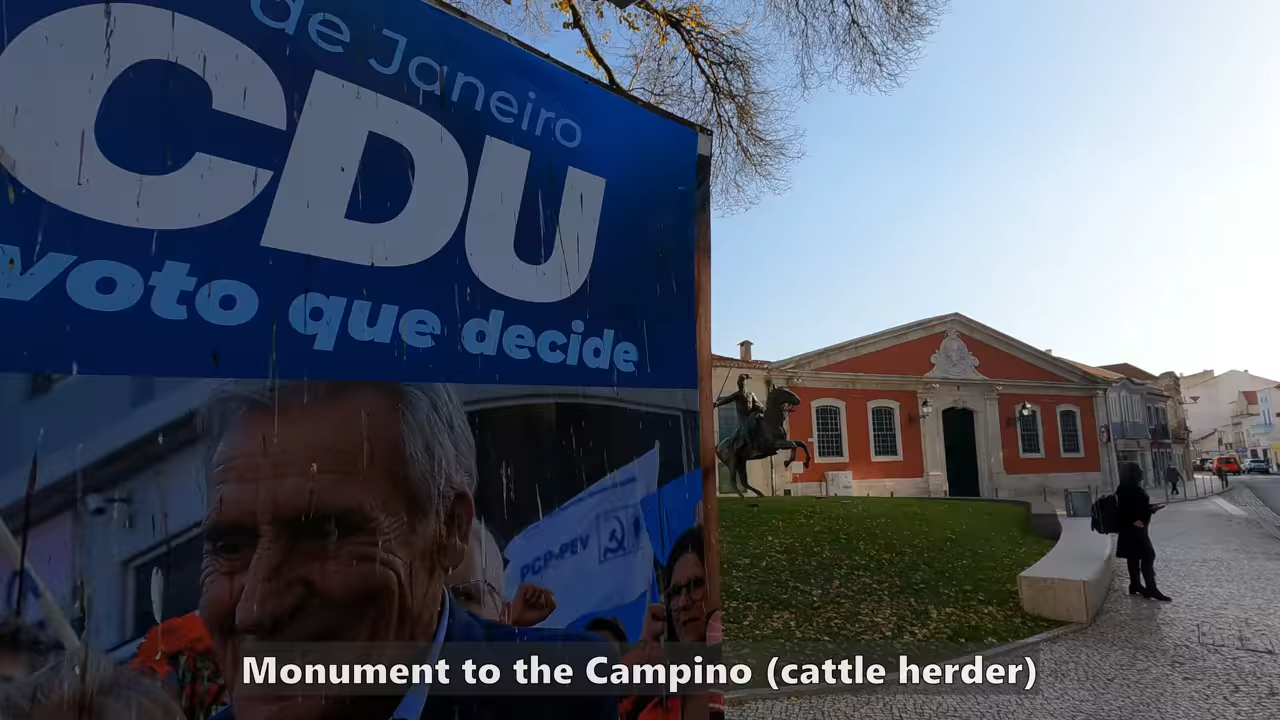 de Janeiro
CDU
voto que decide
PCP-PEV
Monument to the Campino (cattle herder)